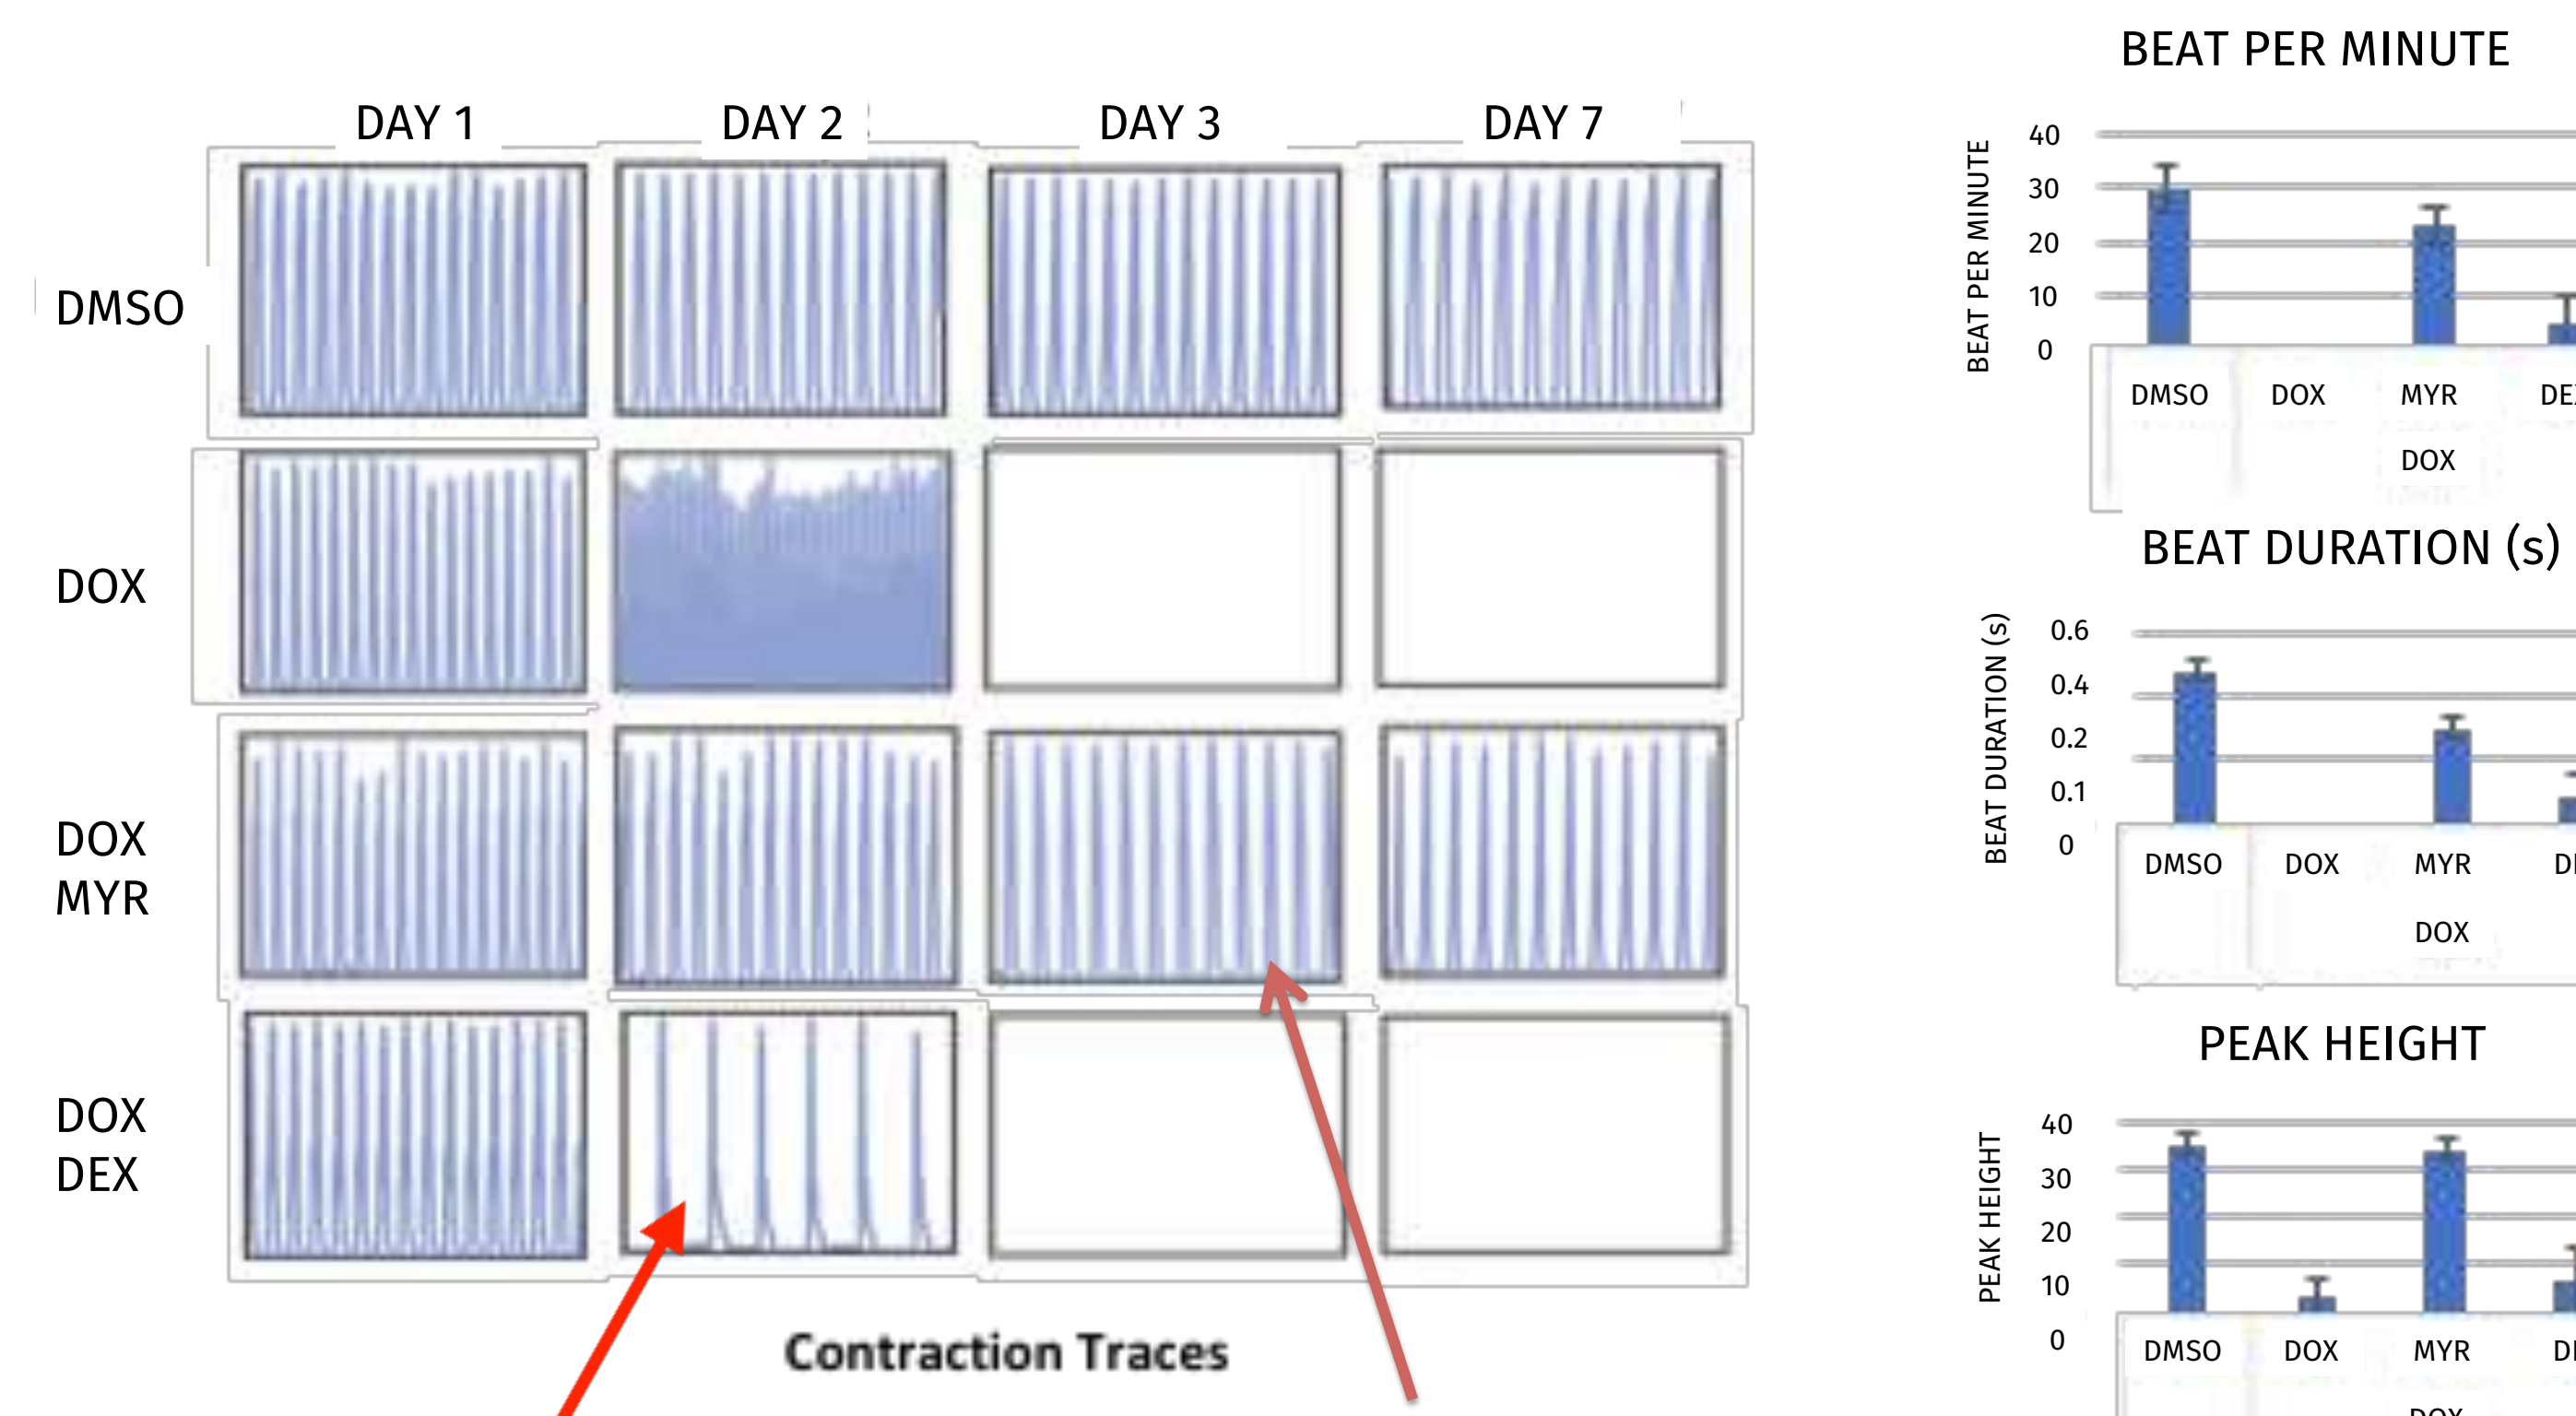 DAY 1 DAY 2 DAY 3 DAY 7
DMSO
DOX
DOX
MYR
DOX
DEX
Contraction Traces
BEAT PER MINUTE
BEAT PER MINUTE
40
30
20
10
0
DMSO DOX MYR
DOX
BEAT DURATION (s)
BEAT DURATION (s)
0.6
0.4
0.2
0.1
0
DMSO DOX MYR
DOX
PEAK HEIGHT
PEAK HEIGHT
40
30
20
10
0
DMSO DOX MYR
DOX